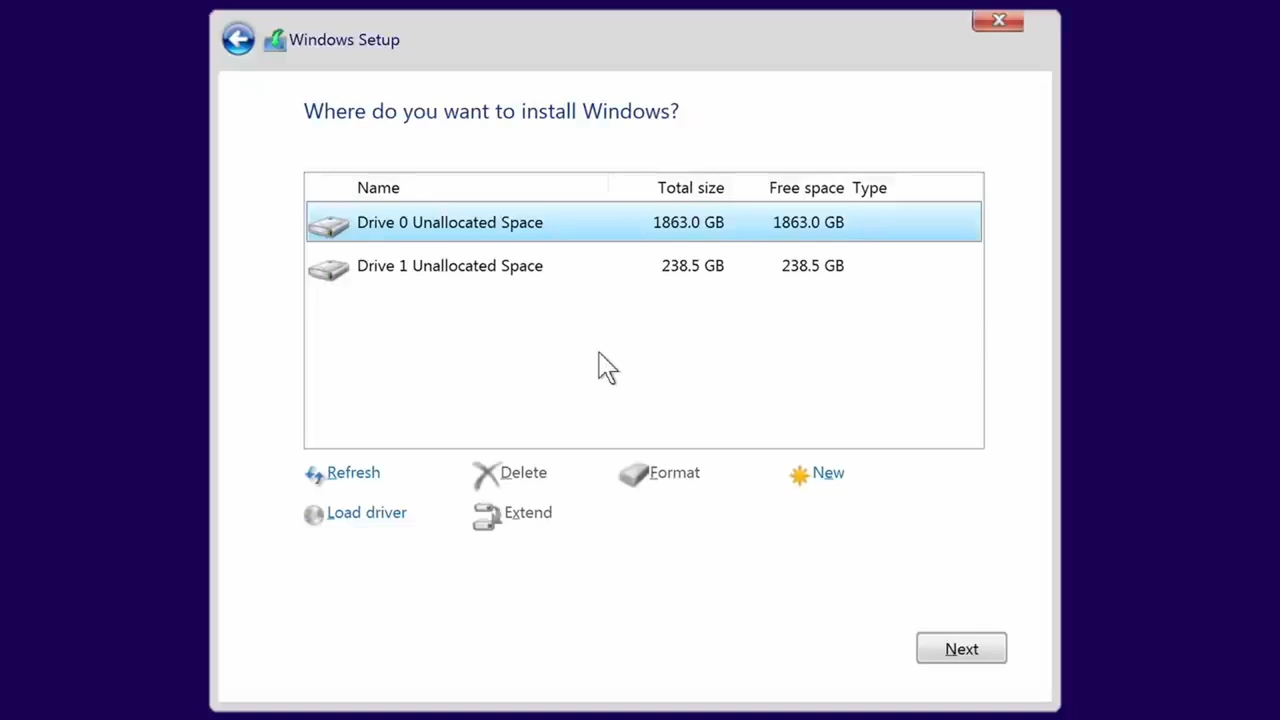 Windows Setup
Where do you want to install Windows?
Name Total size Free space Type
Drive 0 Unallocated Space 1863.0 GB 1863.0 GB
Drive 1 Unallocated Space 238.5 GB 238.5 GB
Refresh Delete Format New
Load driver Extend
Next